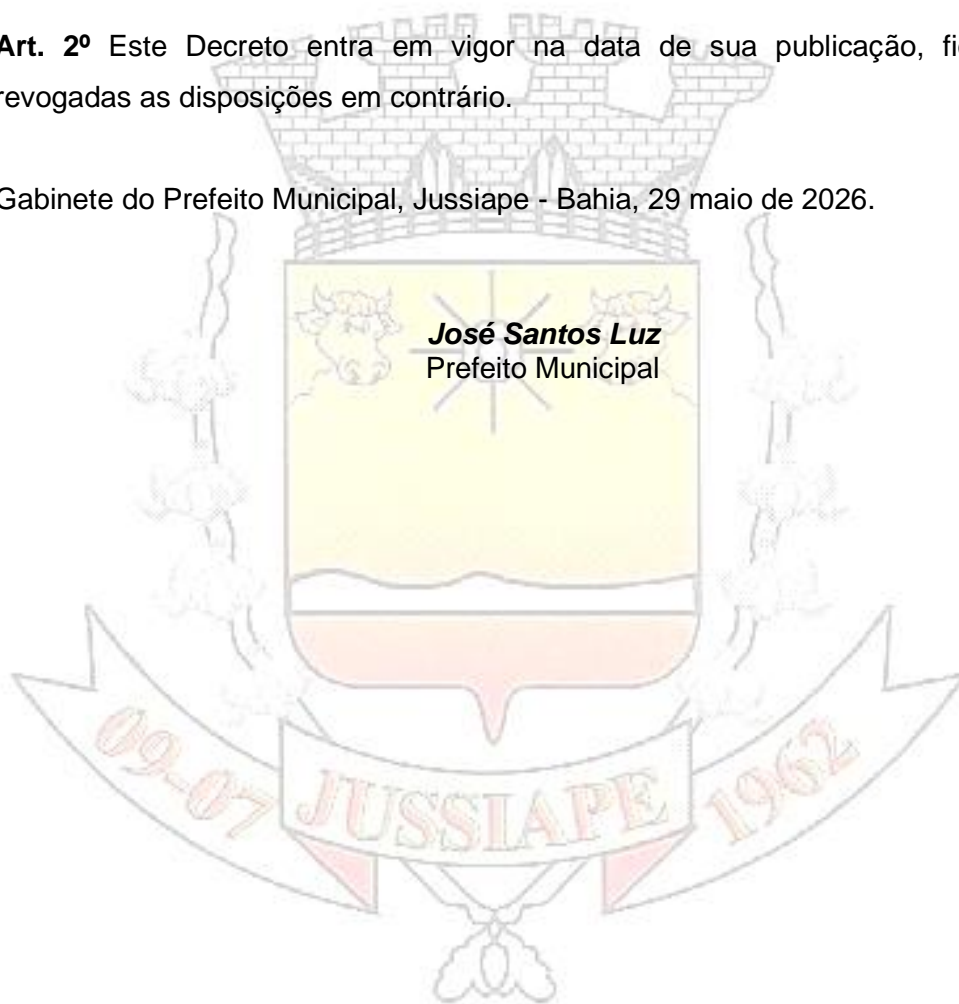 Art. 2º Este Decreto entra em vigor na data de sua publicação,
revogadas as disposições em contrário.
Gabinete do Prefeito Municipal, Jussiape - Bahia, 29 maio de 2026.
José Santos Luz
Prefeito Municipal
09-07 JUSSIAPE 1962